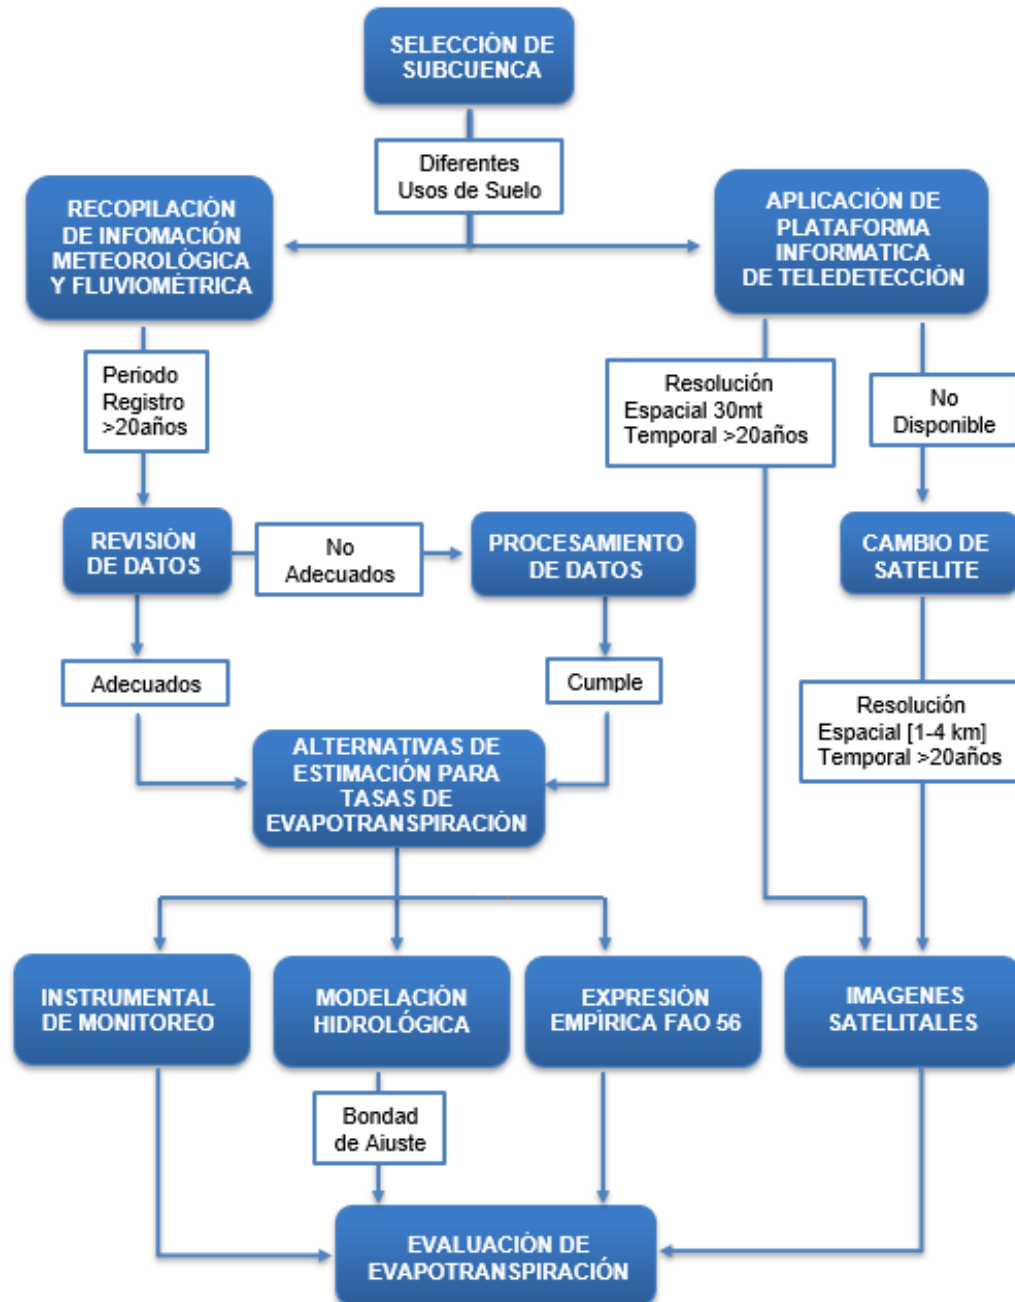 SELECCIÓN DE
SUBCUENCA
Diferentes
Usos de Suelo
RECOPILACIÓN
DE INFOMACIÓN
METEOROLÓGICA
Y FLUVIOMÉTRICA
APLICACIÓN DE
PLATAFORMA
INFORMATICA
DE TELEDETECCIÓN
Periodo
Registro
>20años
Resolución
Espacial 30mt
Temporal >20años
No
Disponible
REVISIÓN
DE DATOS
No
Adecuados
PROCESAMIENTO
DE DATOS
CAMBIO DE
SATELITE
Adecuados
Cumple
Resolución
Espacial [1-4 km]
Temporal >20años
ALTERNATIVAS DE
ESTIMACIÓN PARA
TASAS DE
EVAPOTRANSPIRACIÓN
INSTRUMENTAL
DE MONITOREO
MODELACIÓN
HIDROLÓGICA
EXPRESIÓN
EMPÍRICA FAO 56
IMAGENES
SATELITALES
Bondad
de Aiuste
EVALUACIÓN DE
EVAPOTRANSPIRACIÓN